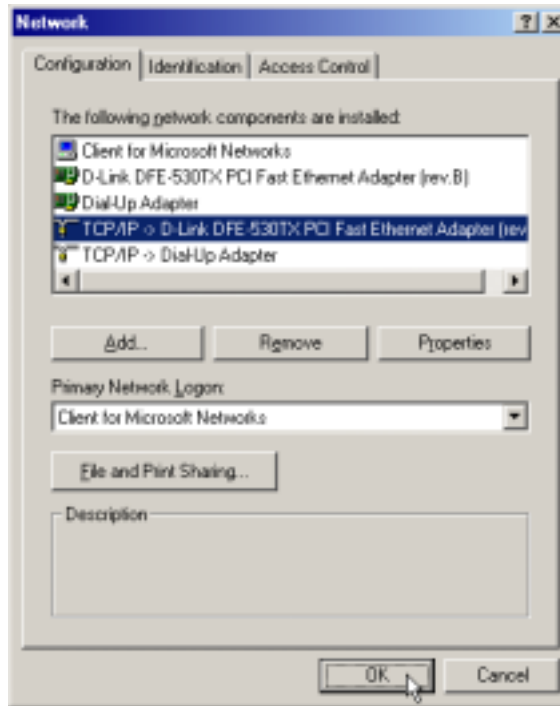 Network
Configuration Identification Access Control
The following network components are installed:
Client for Microsoft Networks
D-Link DFE-530TX PCI Fast Ethernet Adapter (rev.B)
Dial-Up Adapter
TCP/IP -> D-Link DFE-530TX PCI Fast Ethernet Adapter (rev
TCP/IP -> Dial-Up Adapter
Add... Remove Properties
Primary Network Logon:
Client for Microsoft Networks
File and Print Sharing...
Description
OK Cancel